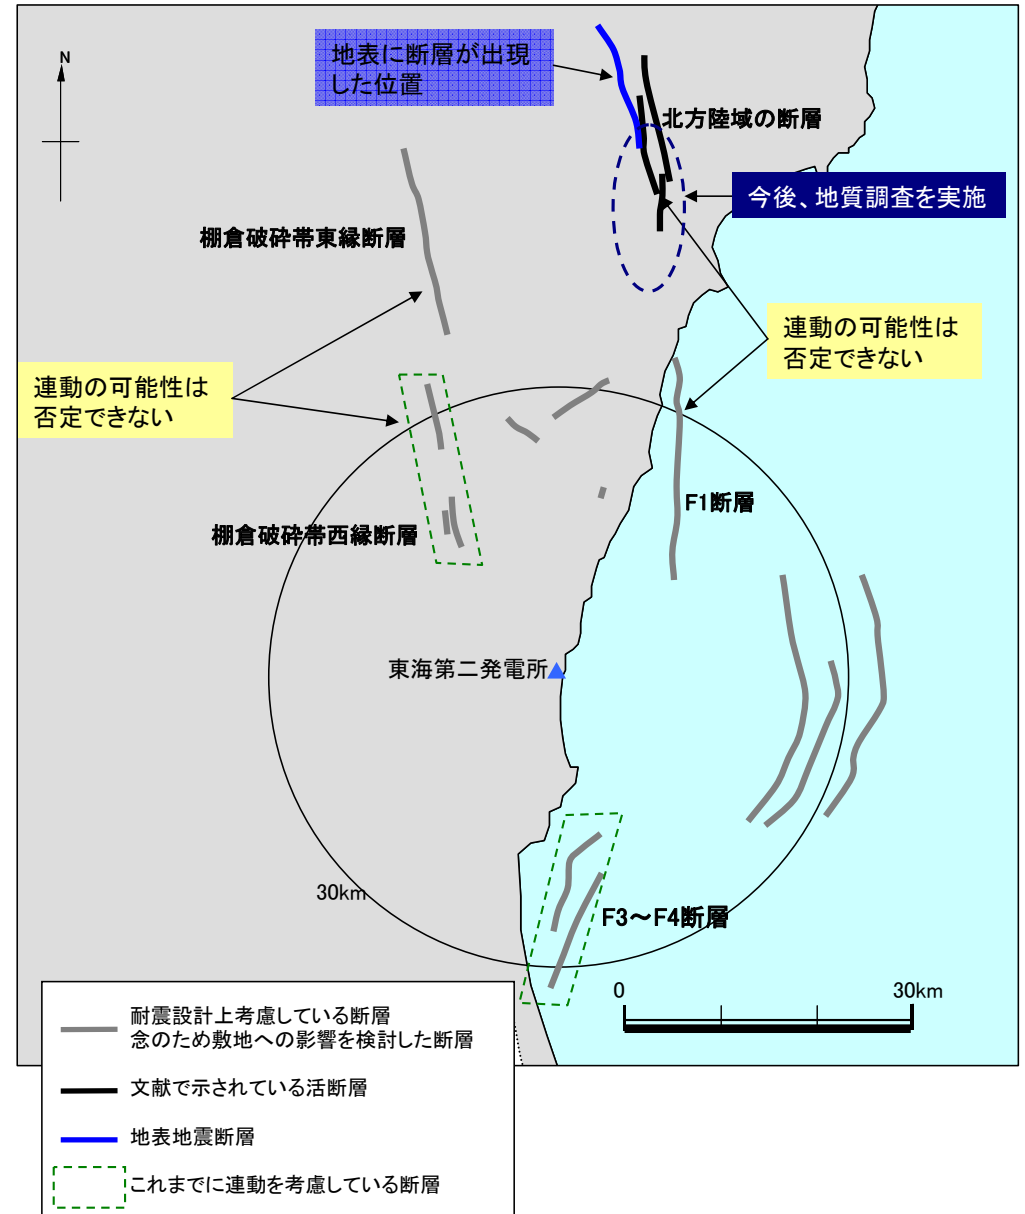 地表に断層が出現
した位置
N
北方陸域の断層
今後、地質調査を実施
棚倉破砕帯東縁断層
連動の可能性は
否定できない
連動の可能性は
否定できない
F1断層
棚倉破砕帯西縁断層
東海第二発電所
30km
F3～F4断層
0
30km
耐震設計上考慮している断層
念のため敷地への影響を検討した断層
文献で示されている活断層
地表地震断層
これまでに連動を考慮している断層